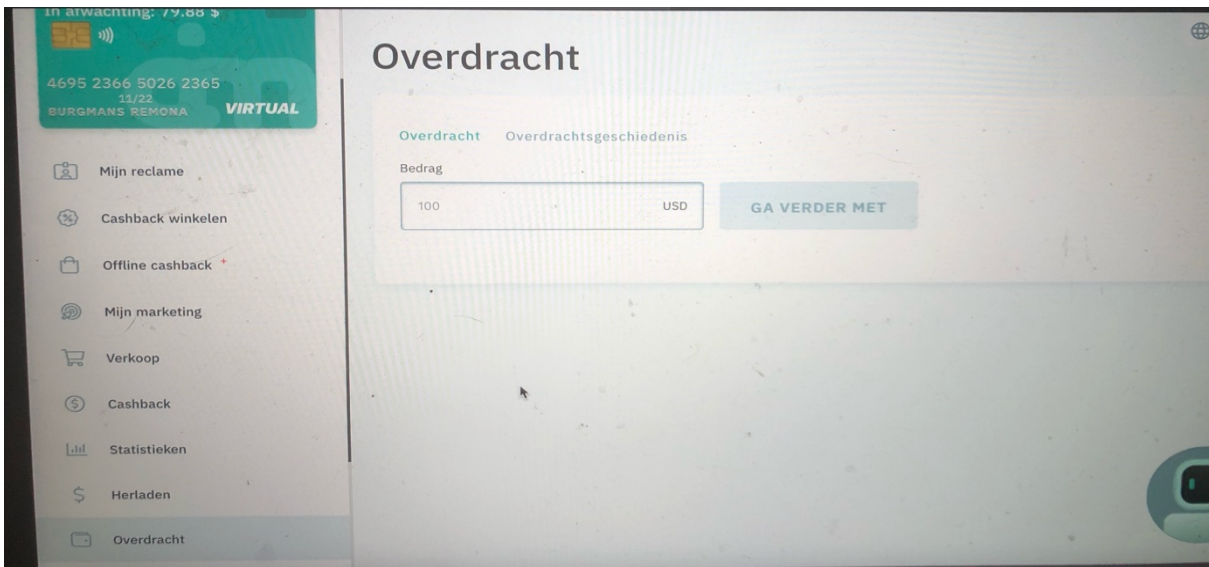 In afwachting: 79.88 $
4695 2366 5026 2365
11/22
BURGMANS REMONA
VIRTUAL
Mijn reclame
Cashback winkelen
Offline cashback +
Mijn marketing
Verkoop
Cashback
Statistieken
Herladen
Overdracht
Overdracht
Overdracht Overdrachtsgeschiedenis
Bedrag
100 USD
GA VERDER MET